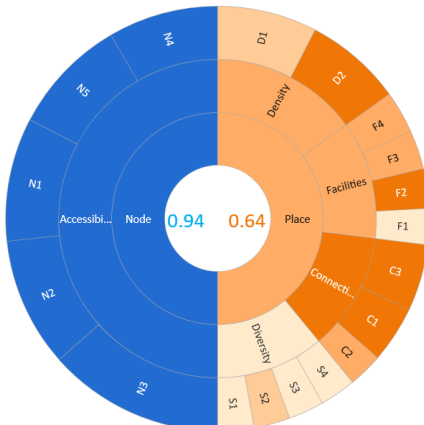 N4
D1
N5
D2
Density
F4
F3
N1
Facilities
F2
Accessibi...
Node
0.94
0.64
Place
F1
C3
Connecti...
N2
C1
Diversity
C2
N3
S4
S3
S2
S1